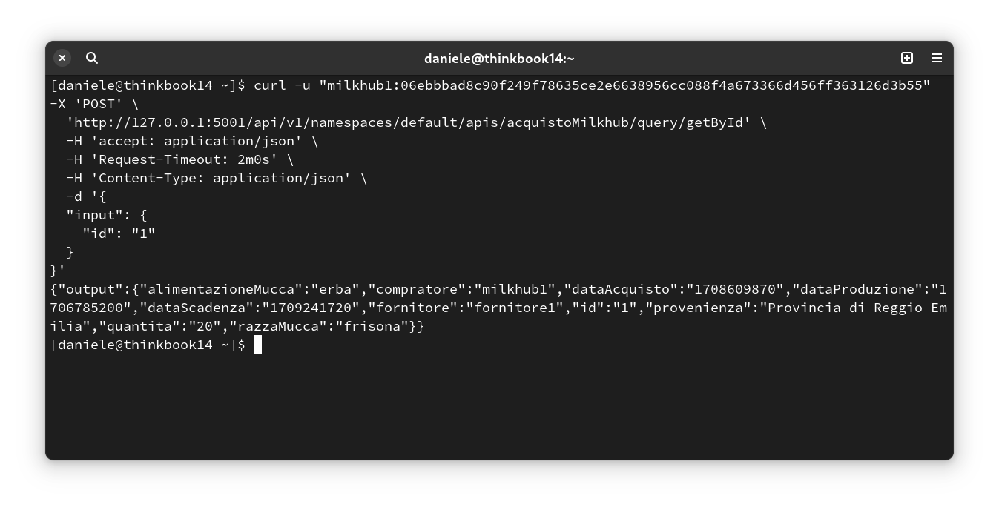 daniele@thinkbook14:~
[daniele@thinkbook14 ~]$ curl -u "milkhub1:06ebbbad8c90f249f78635ce2e6638956cc088f4a673366d456ff363126d3b55"
-X 'POST' \
  'http://127.0.0.1:5001/api/v1/namespaces/default/apis/acquistoMilkhub/query/getById' \
  -H 'accept: application/json' \
  -H 'Request-Timeout: 2m0s' \
  -H 'Content-Type: application/json' \
  -d '{
  "input": {
    "id": "1"
  }
}'
{"output":{"alimentazioneMucca":"erba","compratore":"milkhub1","dataAcquisto":"1708609870","dataProduzione":"1
706785200","dataScadenza":"1709241720","fornitore":"fornitore1","id":"1","provenienza":"Provincia di Reggio Em
ilia","quantita":"20","razzaMucca":"frisona"}}
[daniele@thinkbook14 ~]$